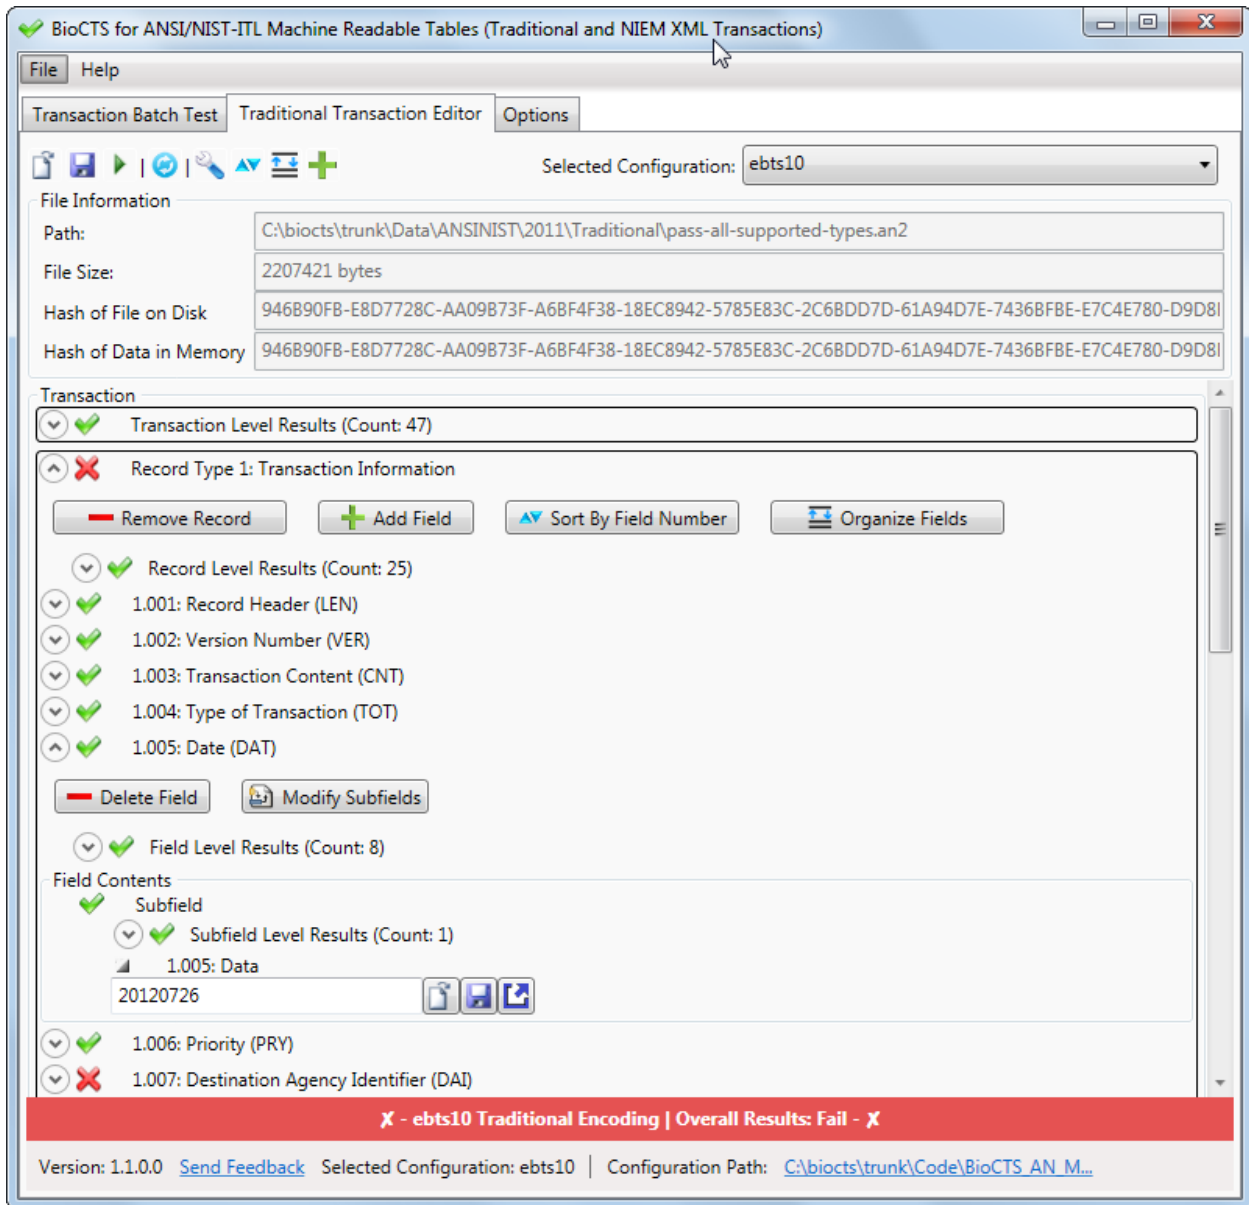 BioCTS for ANSI/NIST-ITL Machine Readable Tables (Traditional and NIEM XML Transactions)
File Help
Transaction Batch Test Traditional Transaction Editor Options
Selected Configuration: ebts10
File Information
Path: C:\biocts\trunk\Data\ANSINIST\2011\Traditional\pass-all-supported-types.an2
File Size: 2207421 bytes
Hash of File on Disk 946B90FB-E8D7728C-AA09B73F-A6BF4F38-18EC8942-5785E83C-2C6BDD7D-61A94D7E-7436BFBE-E7C4E780-D9D8
Hash of Data in Memory 946B90FB-E8D7728C-AA09B73F-A6BF4F38-18EC8942-5785E83C-2C6BDD7D-61A94D7E-7436BFBE-E7C4E780-D9D8
Transaction
Transaction Level Results (Count: 47)
Record Type 1: Transaction Information
Remove Record Add Field Sort By Field Number Organize Fields
Record Level Results (Count: 25)
1.001: Record Header (LEN)
1.002: Version Number (VER)
1.003: Transaction Content (CNT)
1.004: Type of Transaction (TOT)
1.005: Date (DAT)
Delete Field Modify Subfields
Field Level Results (Count: 8)
Field Contents
Subfield
Subfield Level Results (Count: 1)
1.005: Data
20120726
1.006: Priority (PRY)
1.007: Destination Agency Identifier (DAI)
✘ - ebts10 Traditional Encoding | Overall Results: Fail - ✘
Version: 1.1.0.0 Send Feedback Selected Configuration: ebts10 | Configuration Path: C:\biocts\trunk\Code\BioCTS_AN_M...